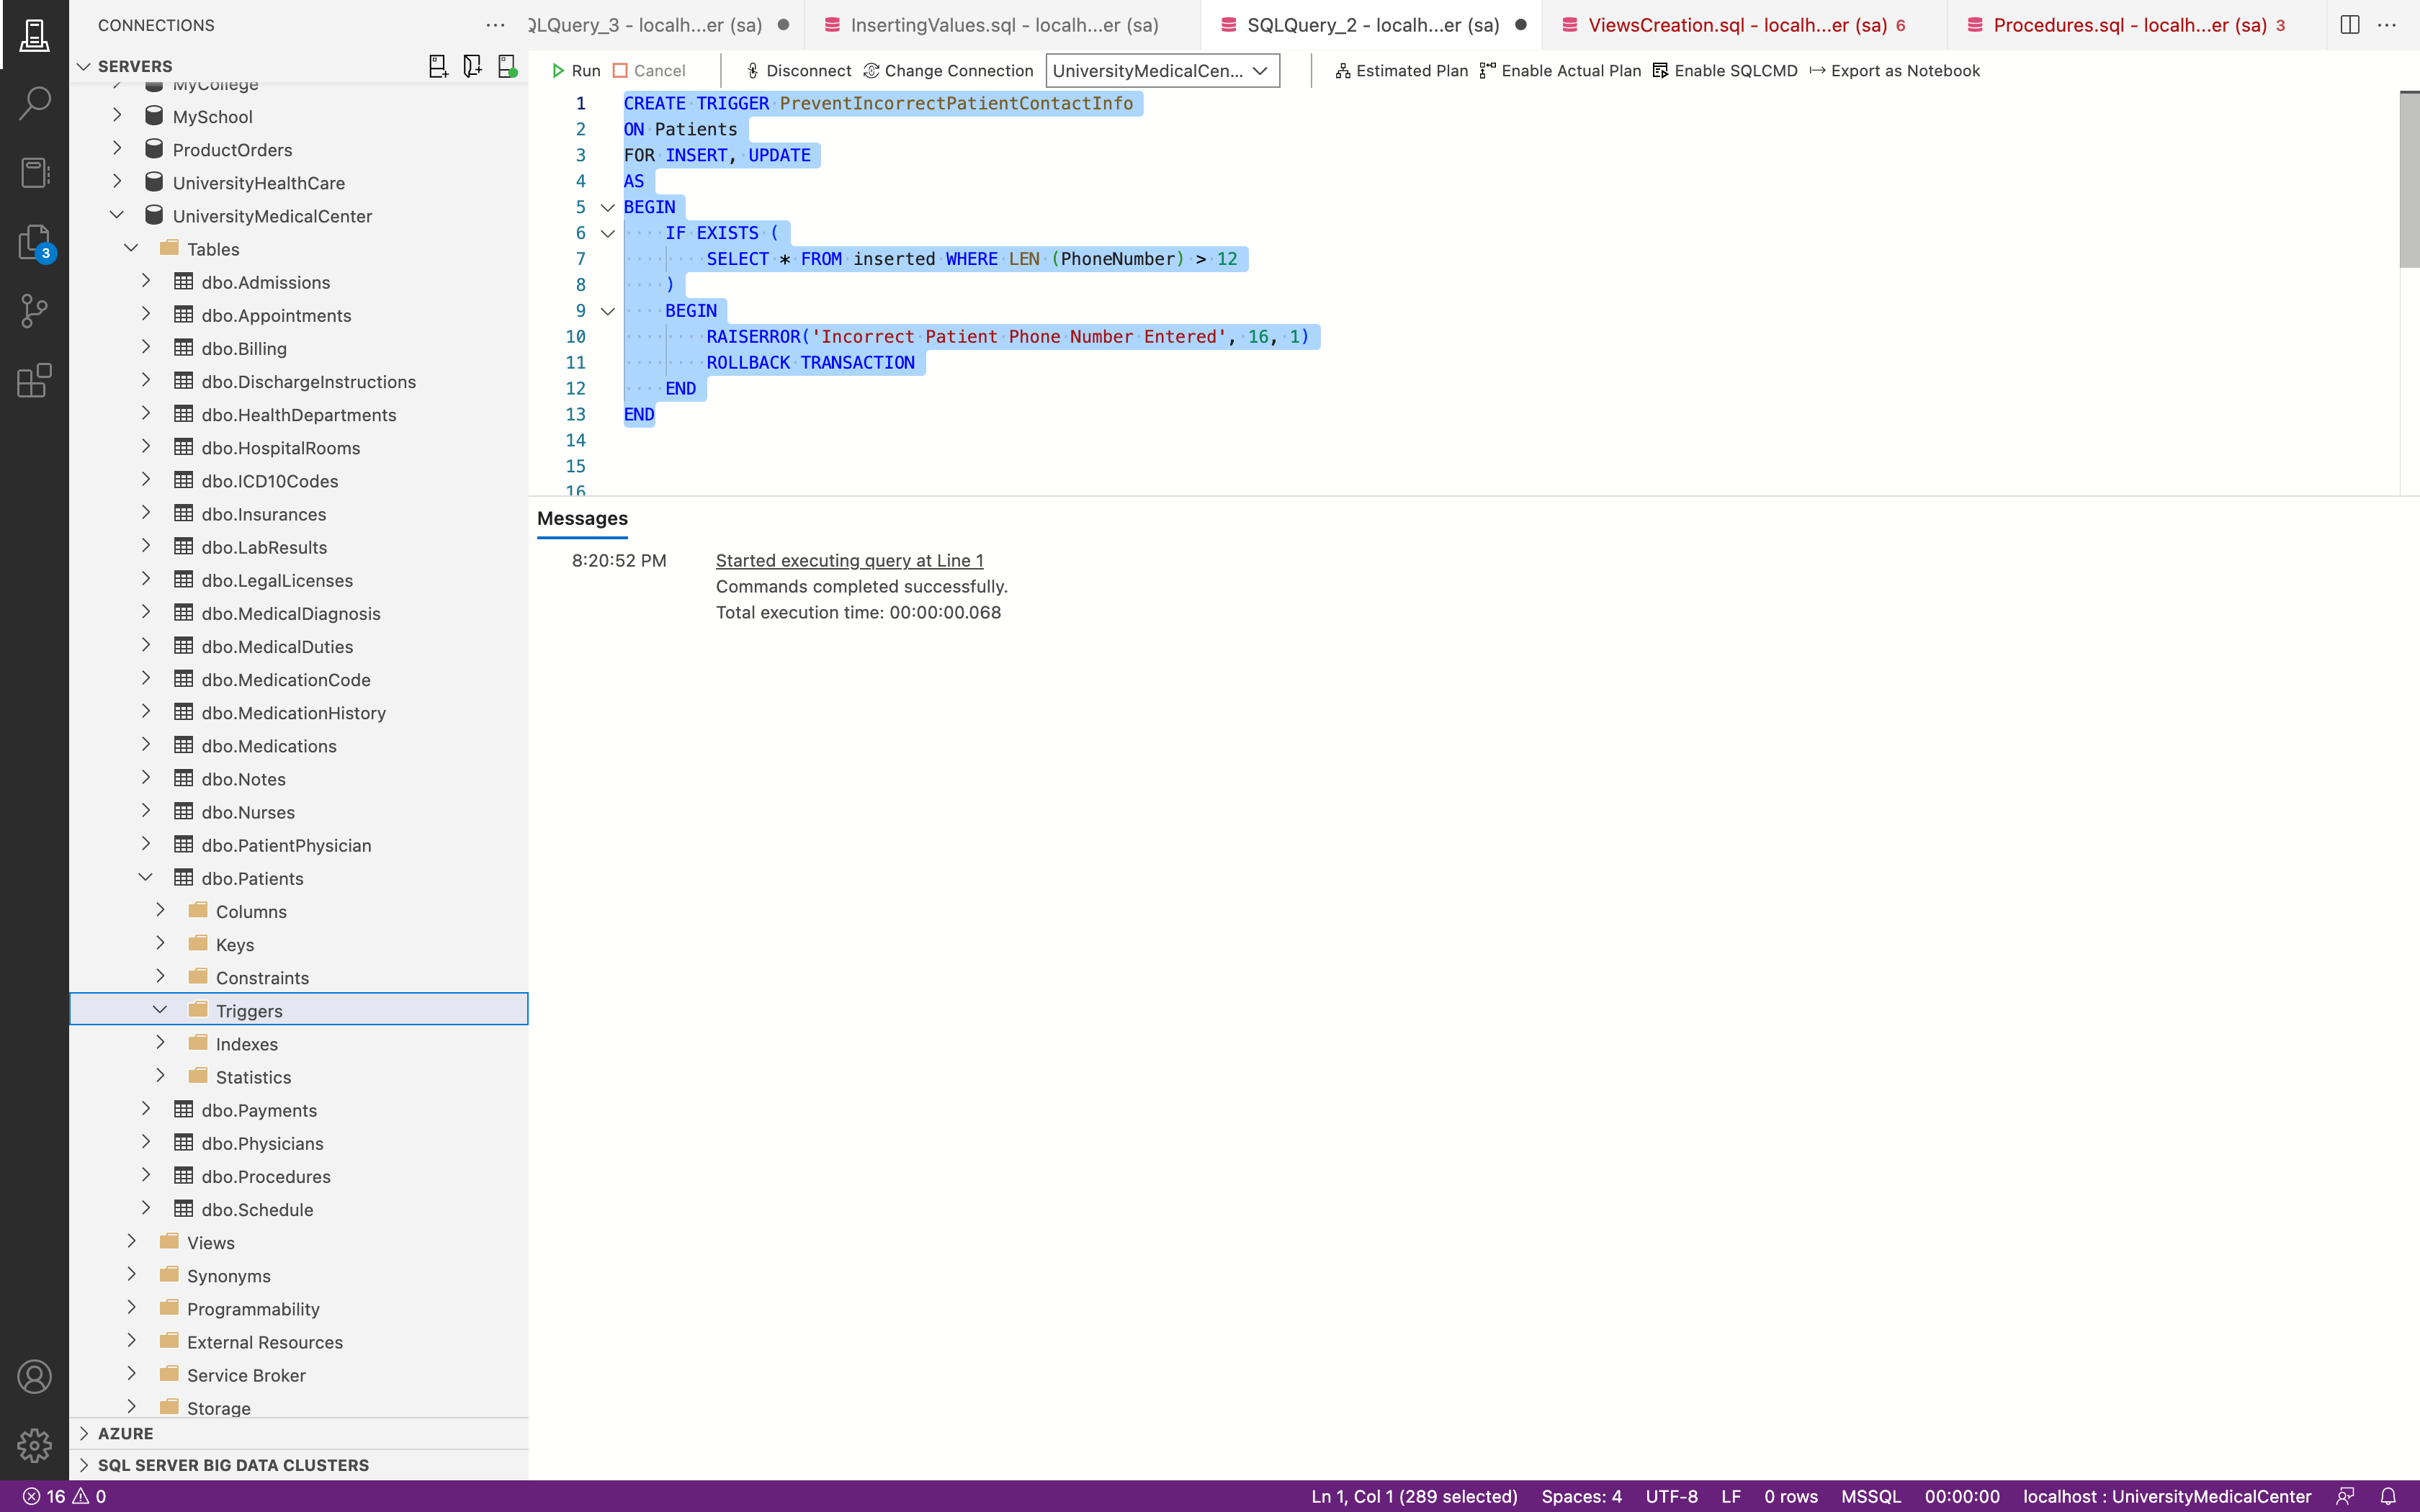 CONNECTIONS
SERVERS
MyCollege
MySchool
ProductOrders
UniversityHealthCare
UniversityMedicalCenter
Tables
dbo.Admissions
dbo.Appointments
dbo.Billing
dbo.DischargeInstructions
dbo.HealthDepartments
dbo.HospitalRooms
dbo.ICD10Codes
dbo.Insurances
dbo.LabResults
dbo.LegalLicenses
dbo.MedicalDiagnosis
dbo.MedicalDuties
dbo.MedicationCode
dbo.MedicationHistory
dbo.Medications
dbo.Notes
dbo.Nurses
dbo.PatientPhysician
dbo.Patients
Columns
Keys
Constraints
Triggers
Indexes
Statistics
dbo.Payments
dbo.Physicians
dbo.Procedures
dbo.Schedule
Views
Synonyms
Programmability
External Resources
Service Broker
Storage
AZURE
SQL SERVER BIG DATA CLUSTERS
3
QLQuery_3 - localh...er (sa) InsertingValues.sql - localh...er (sa) SQLQuery_2 - localh...er (sa) ViewsCreation.sql - localh...er (sa) 6 Procedures.sql - localh...er (sa) 3
Run Cancel Disconnect Change Connection UniversityMedicalCen... Estimated Plan Enable Actual Plan Enable SQLCMD Export as Notebook
1 CREATE TRIGGER PreventIncorrectPatientContactInfo
2 ON Patients
3 FOR INSERT, UPDATE
4 AS
5 BEGIN
6 IF EXISTS (
7 SELECT * FROM inserted WHERE LEN (PhoneNumber) > 12
8 )
9 BEGIN
10 RAISERROR('Incorrect Patient Phone Number Entered', 16, 1)
11 ROLLBACK TRANSACTION
12 END
13 END
14
15
16
Messages
8:20:52 PM Started executing query at Line 1
Commands completed successfully.
Total execution time: 00:00:00.068
16 0 Ln 1, Col 1 (289 selected) Spaces: 4 UTF-8 LF 0 rows MSSQL 00:00:00 localhost : UniversityMedicalCenter